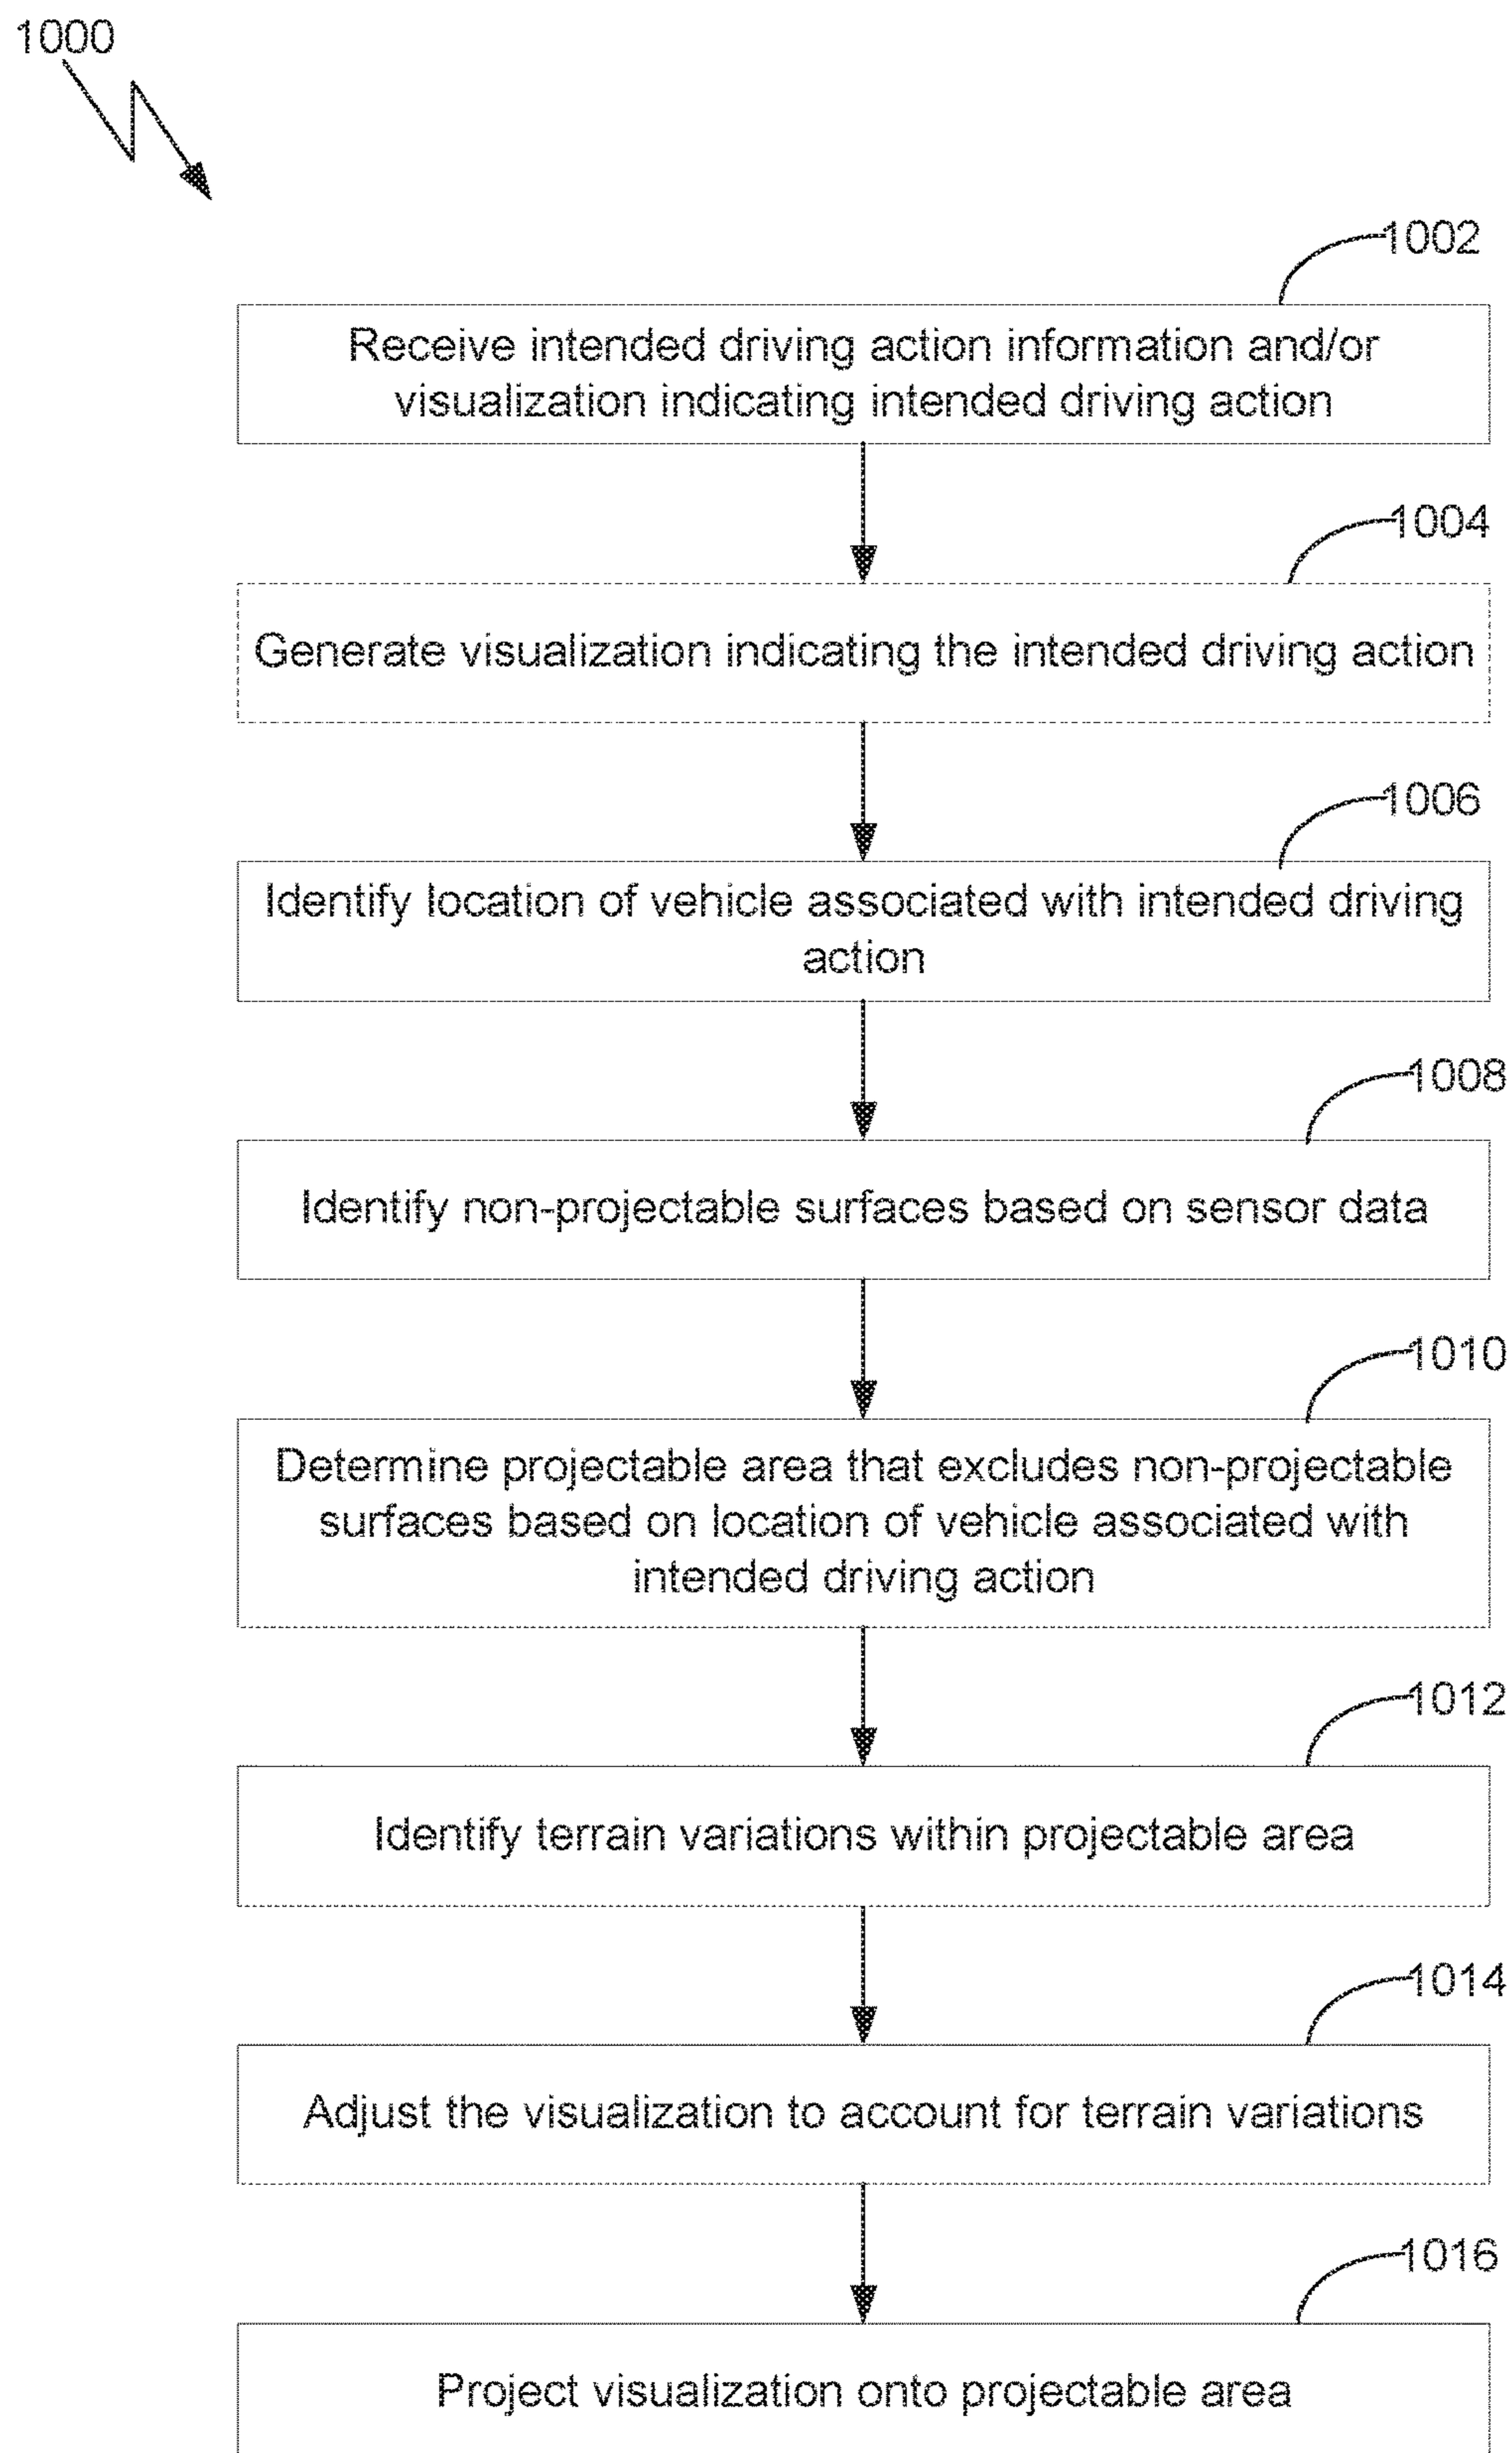 1000
1002
Receive intended driving action information and/or
visualization indicating intended driving action
1004
Generate visualization indicating the intended driving action
1006
Identify location of vehicle associated with intended driving
action
1008
Identify non-projectable surfaces based on sensor data
1010
Determine projectable area that excludes non-projectable
surfaces based on location of vehicle associated with
intended driving action
1012
Identify terrain variations within projectable area
1014
Adjust the visualization to account for terrain variations
1016
Project visualization onto projectable area